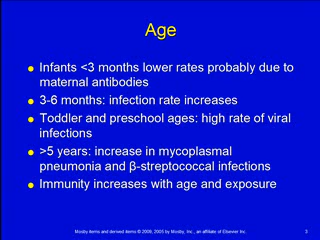 Age
Infants <3 months lower rates probably due to
maternal antibodies
3-6 months: infection rate increases
Toddler and preschool ages: high rate of viral
infections
>5 years: increase in mycoplasmal
pneumonia and β-streptococcal infections
Immunity increases with age and exposure
Mosby items and derived items © 2009, 2005 by Mosby, Inc., an affiliate of Elsevier Inc.
3